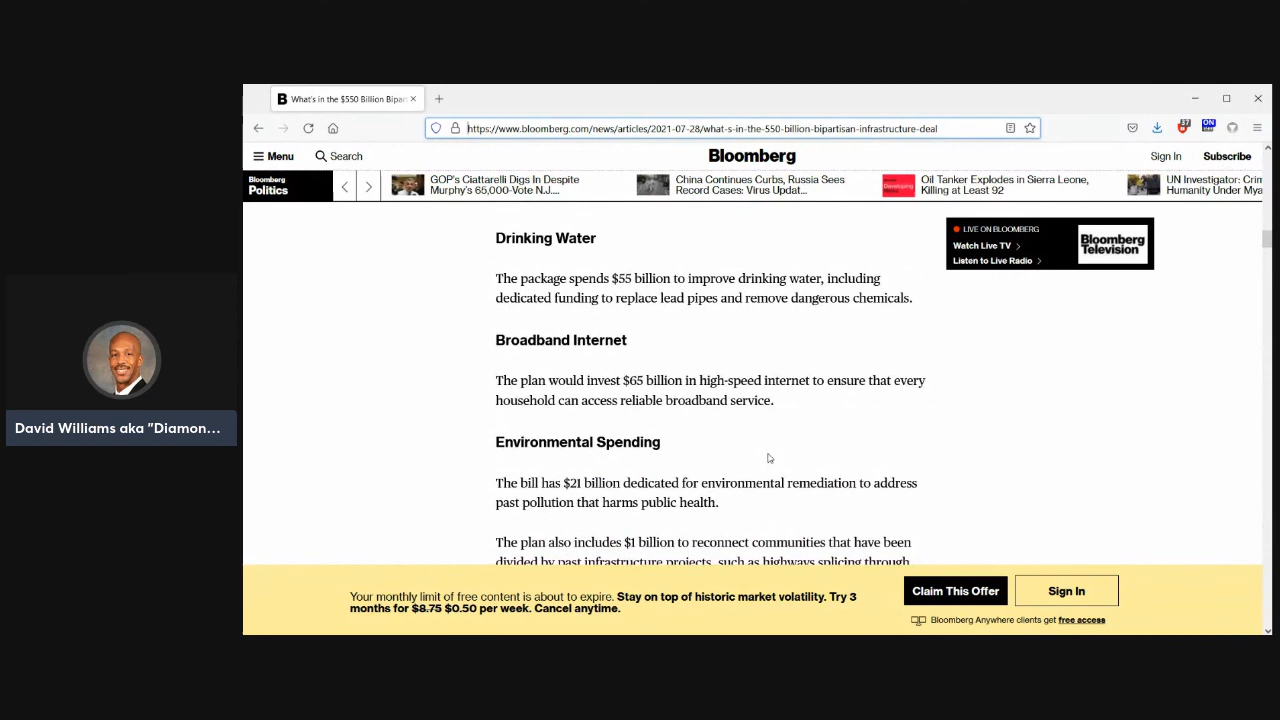 What's in the $550 Billion Bipart
https://www.bloomberg.com/news/articles/2021-07-28/what-s-in-the-550-billion-bipartisan-infrastructure-deal
37
ON
Menu
Search
Bloomberg
Sign In
Subscribe
Bloomberg
Politics
GOP's Ciattarelli Digs In Despite
Murphy's 65,000-Vote N.J....
China Continues Curbs, Russia Sees
Record Cases: Virus Updat...
Developing
Oil Tanker Explodes in Sierra Leone,
Killing at Least 92
UN Investigator: Crim
Humanity Under Mya
Drinking Water
The package spends $55 billion to improve drinking water, including
dedicated funding to replace lead pipes and remove dangerous chemicals.
Broadband Internet
The plan would invest $65 billion in high-speed internet to ensure that every
household can access reliable broadband service.
Environmental Spending
The bill has $21 billion dedicated for environmental remediation to address
past pollution that harms public health.
The plan also includes $1 billion to reconnect communities that have been
divided by past infrastructure projects, such as highways splicing through
LIVE ON BLOOMBERG
Watch Live TV
Listen to Live Radio
Bloomberg
Television
David Williams aka "Diamon...
Your monthly limit of free content is about to expire. Stay on top of historic market volatility. Try 3
months for $8.75 $0.50 per week. Cancel anytime.
Claim This Offer
Sign In
Bloomberg Anywhere clients get free access